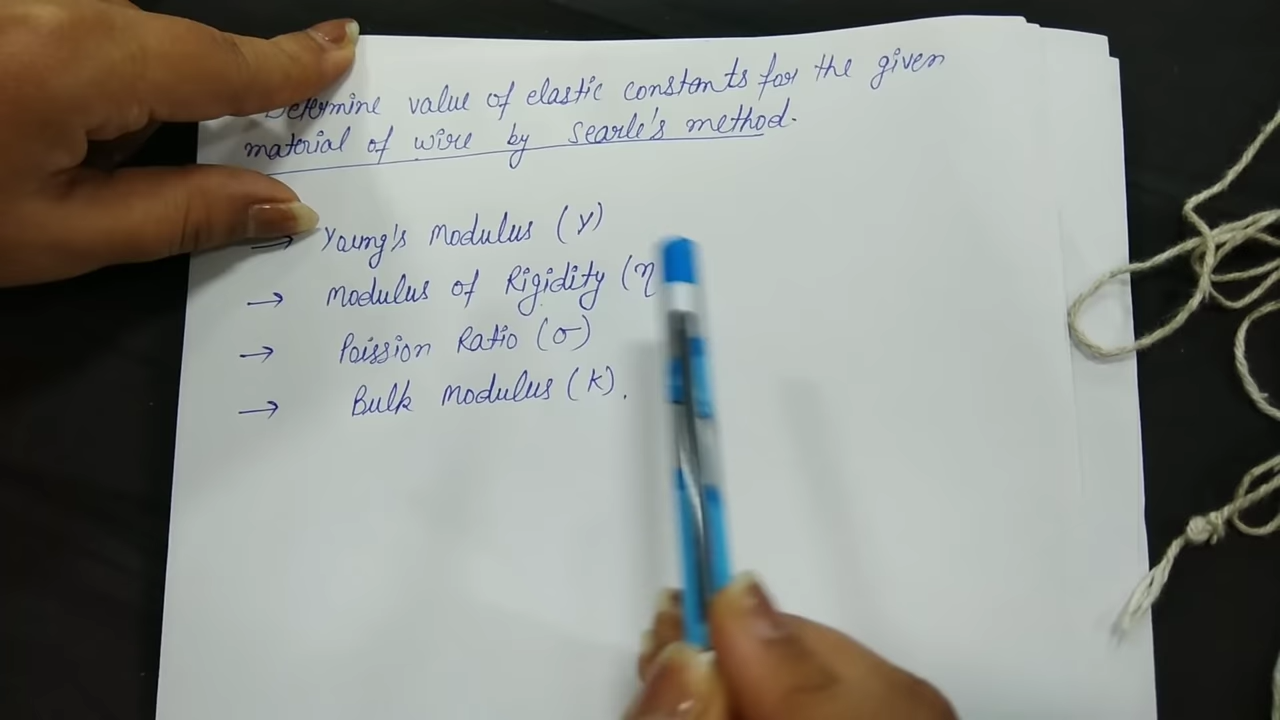 Determine value of elastic constants for the given
material of wire by Searle's method.
→ Young's Modulus (Y)
→ Modulus of Rigidity (η
→ Poission Ratio (σ)
→ Bulk Modulus (K).